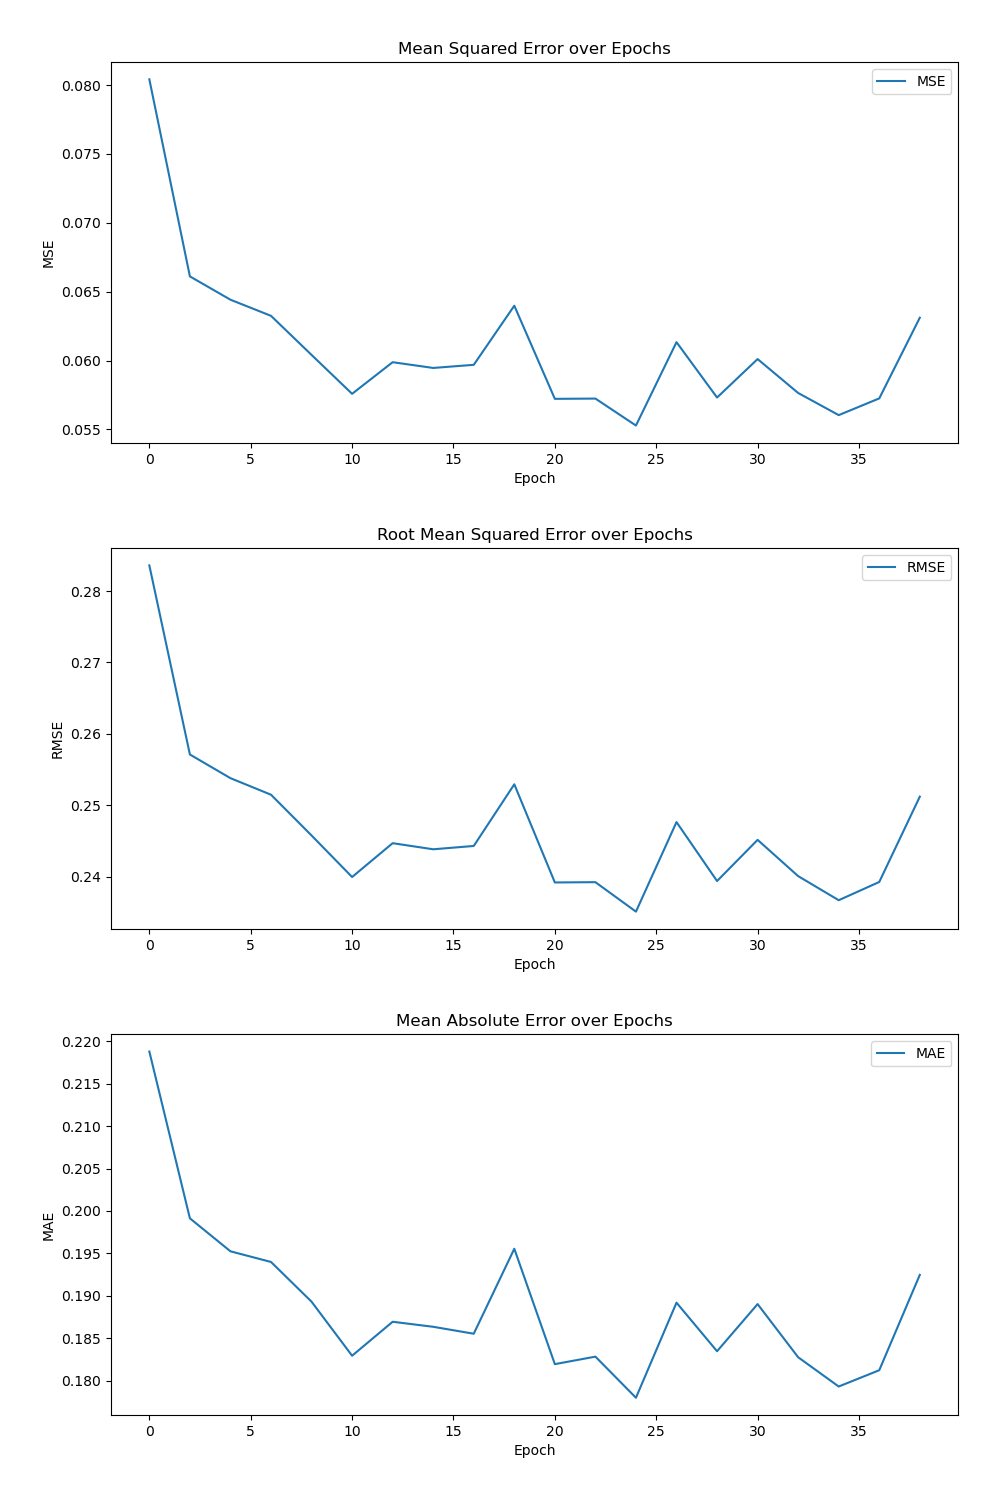 Mean Squared Error over Epochs
MSE
0.080
0.075
0.070
0.065
0.060
0.055
MSE
0 5 10 15 20 25 30 35
Epoch
Root Mean Squared Error over Epochs
RMSE
0.28
0.27
0.26
0.25
0.24
RMSE
0 5 10 15 20 25 30 35
Epoch
Mean Absolute Error over Epochs
MAE
0.220
0.215
0.210
0.205
0.200
0.195
0.190
0.185
0.180
MAE
0 5 10 15 20 25 30 35
Epoch